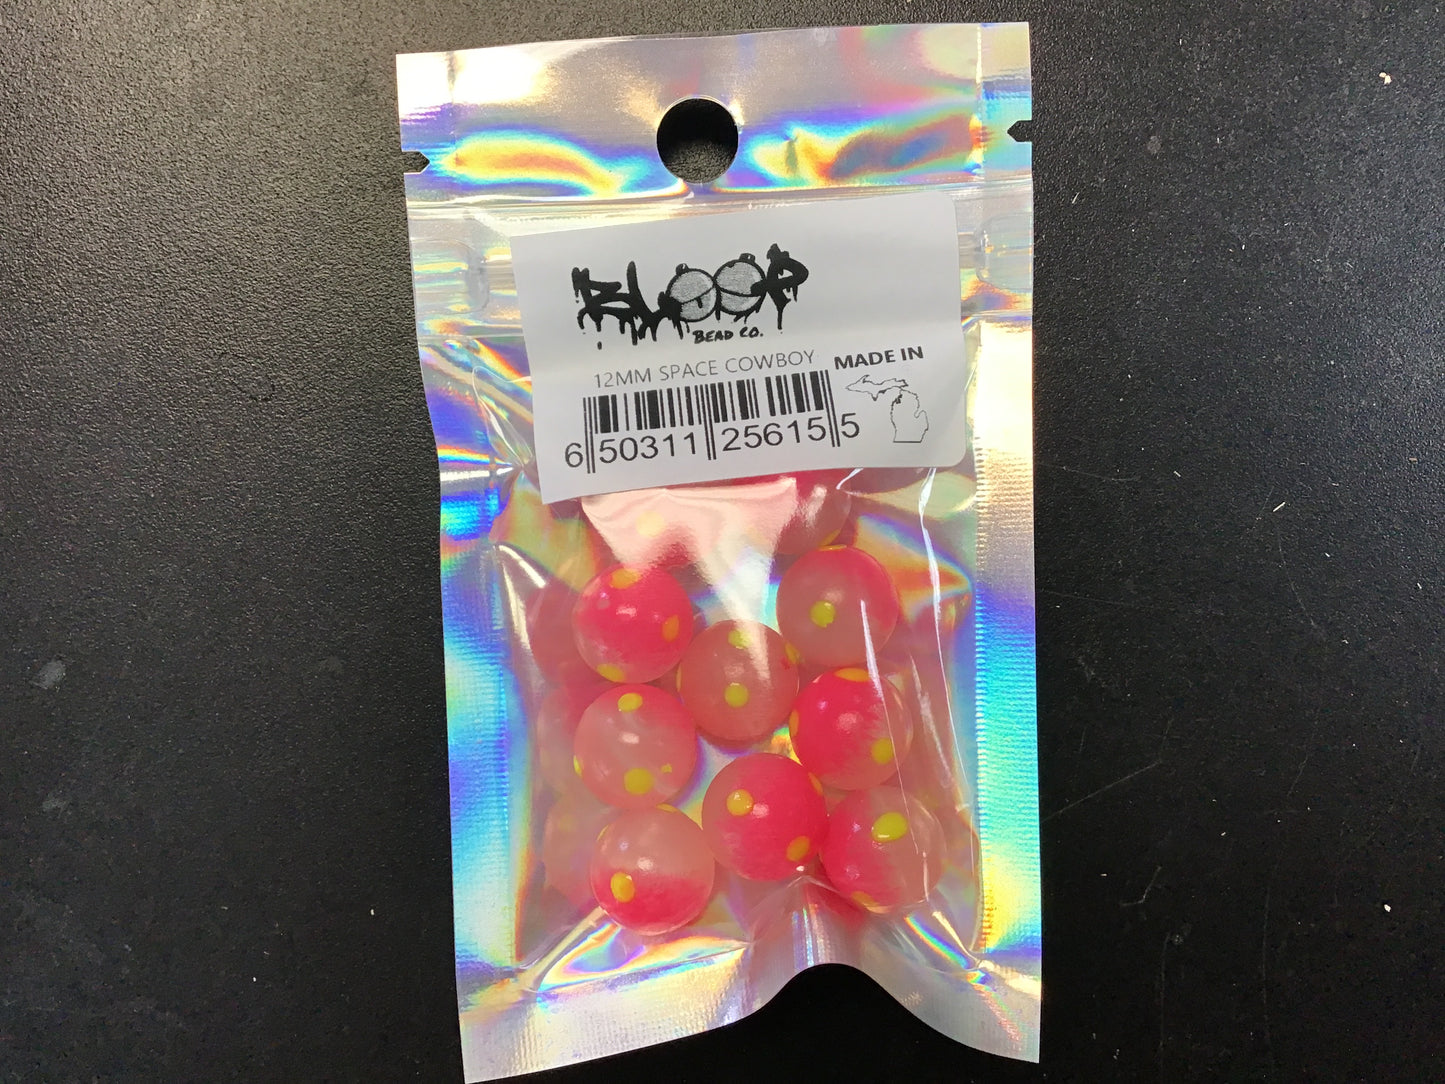 BLOOP
BEAD CO.
12MM SPACE COWBOY
MADE IN
6 50311 25615 5